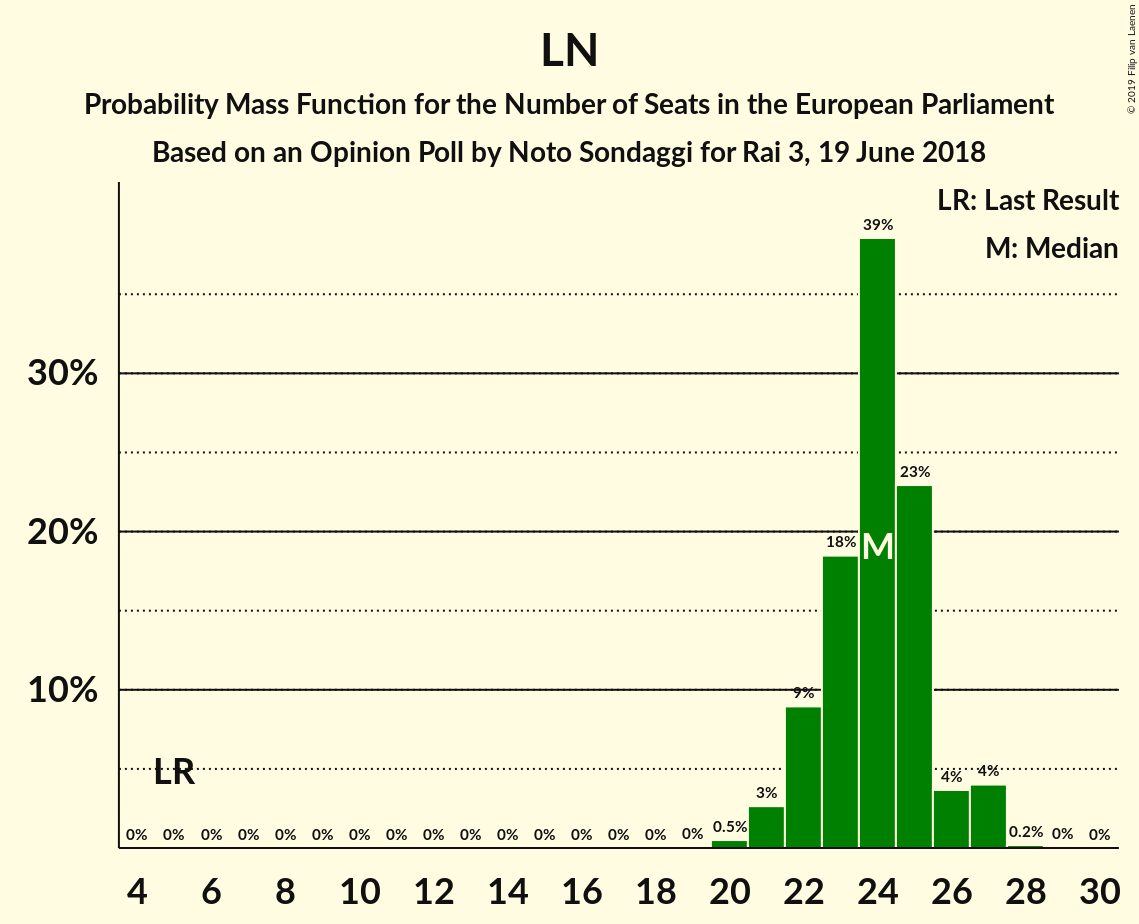 LN
Probability Mass Function for the Number of Seats in the European Parliament
Based on an Opinion Poll by Noto Sondaggi for Rai 3, 19 June 2018
© 2019 Filip van Laenen
LR: Last Result
M: Median
39%
30%
23%
20%
18%
M
10%
9%
LR
4%
4%
3%
0% 0% 0% 0% 0% 0% 0% 0% 0% 0% 0% 0% 0% 0% 0% 0% 0.5% 0.2% 0% 0%
4 6 8 10 12 14 16 18 20 22 24 26 28 30